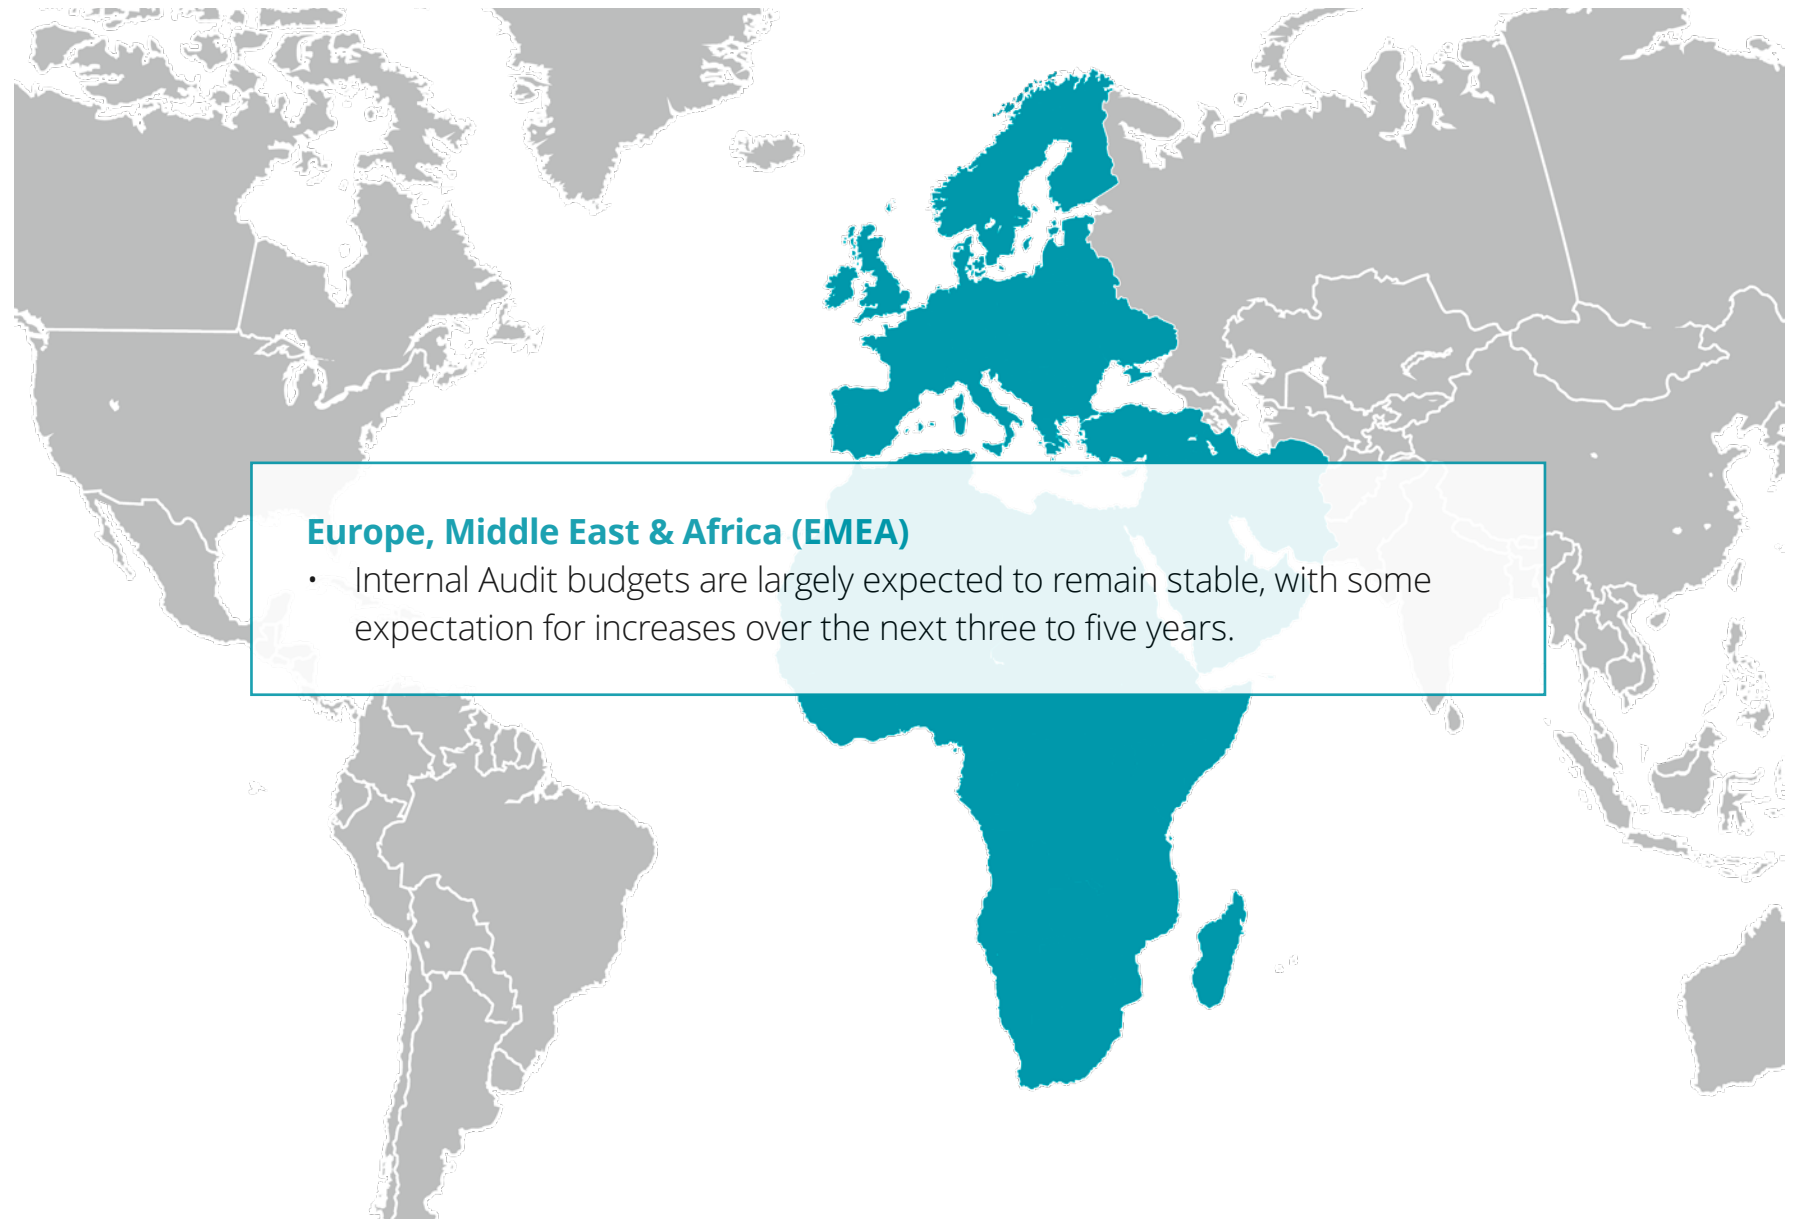 Europe, Middle East & Africa (EMEA)
• Internal Audit budgets are largely expected to remain stable, with some
expectation for increases over the next three to five years.